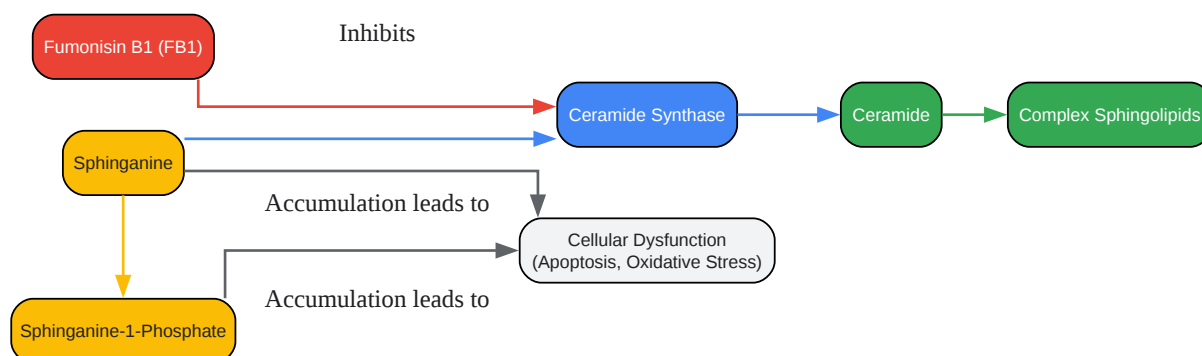 Inhibits
Fumonisin B1 (FB1)
Ceramide Synthase
Ceramide
Complex Sphingolipids
Sphinganine
Accumulation leads to
Cellular Dysfunction
(Apoptosis, Oxidative Stress)
Accumulation leads to
Sphinganine-1-Phosphate